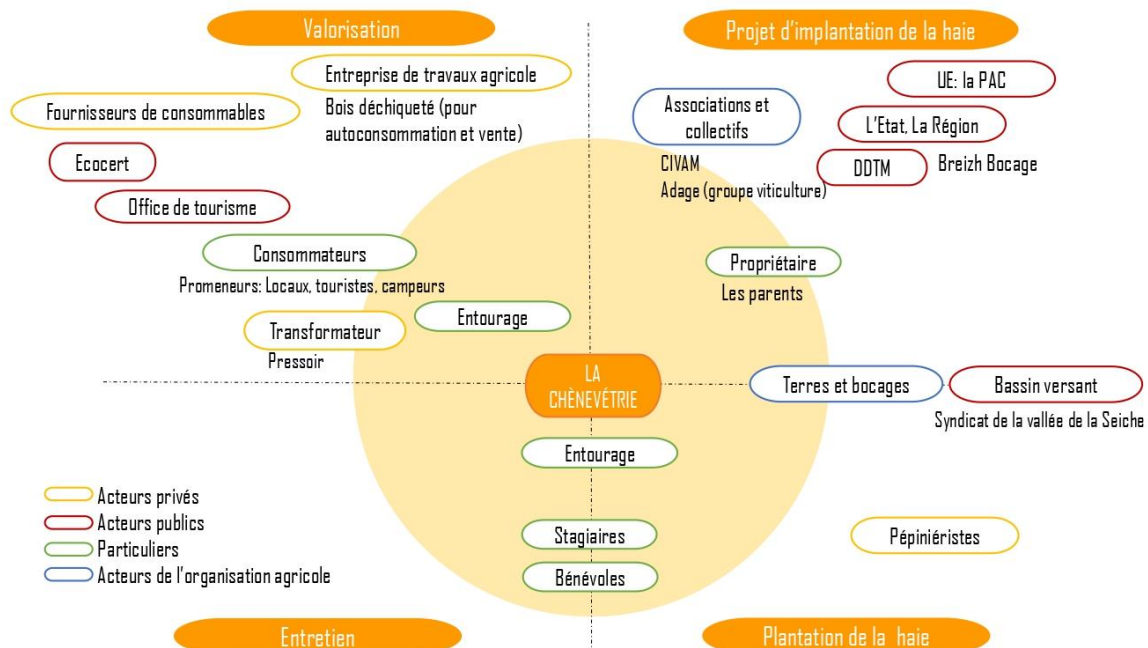 Valorisation
Projet d'implantation de la haie
Entreprise de travaux agricole
Bois déchiqueté (pour
autoconsommation et vente)
Fournisseurs de consommables
Ecocert
Office de tourisme
Consommateurs
Promeneurs: Locaux, touristes, campeurs
Entourage
Transformateur
Pressoir
UE: la PAC
Associations et
collectifs
CIVAM
Adage (groupe viticulture)
L'Etat, La Région
DDTM
Breizh Bocage
Propriétaire
Les parents
LA
CHÈNEVÉTRIE
Terres et bocages
Bassin versant
Syndicat de la vallée de la Seiche
Entourage
Stagiaires
Bénévoles
Pépiniéristes
Acteurs privés
Acteurs publics
Particuliers
Acteurs de l'organisation agricole
Entretien
Plantation de la haie